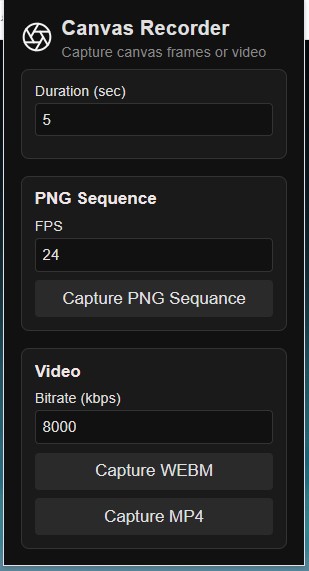 Canvas Recorder
Capture canvas frames or video
Duration (sec)
5
PNG Sequence
FPS
24
Capture PNG Sequance
Video
Bitrate (kbps)
8000
Capture WEBM
Capture MP4